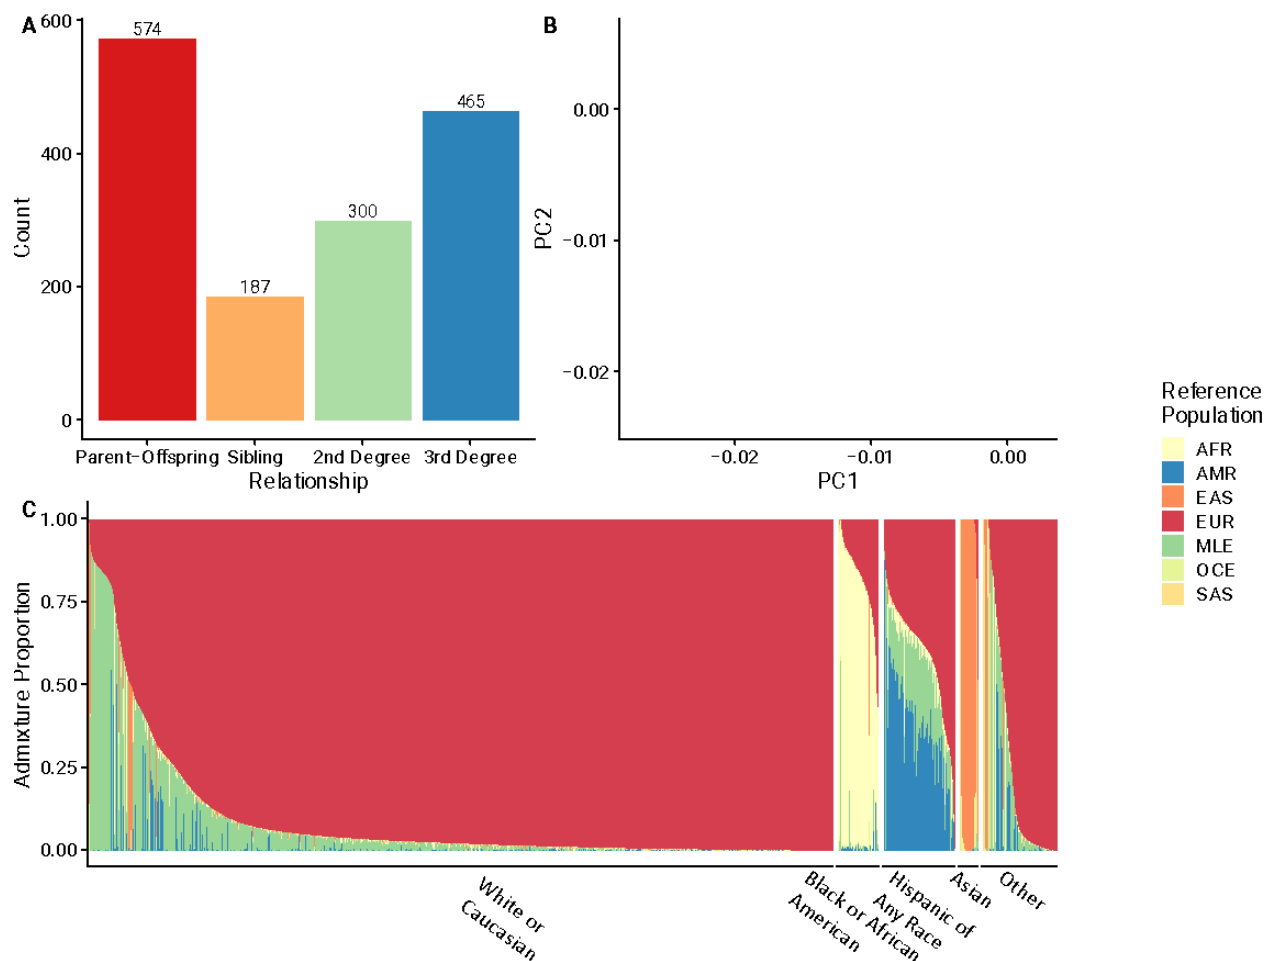 A
600
400
200
0
Count
574
187
300
465
Parent-Offspring Sibling 2nd Degree 3rd Degree
Relationship
B
0.00
-0.01
-0.02
PC2
-0.02 -0.01 0.00
PC1
Reference
Population
AFR
AMR
EAS
EUR
MLE
OCE
SAS
C
1.00
0.75
0.50
0.25
0.00
Admixture Proportion
White or
Caucasian
Black or African
American
Hispanic of
Any Race
Asian
Other